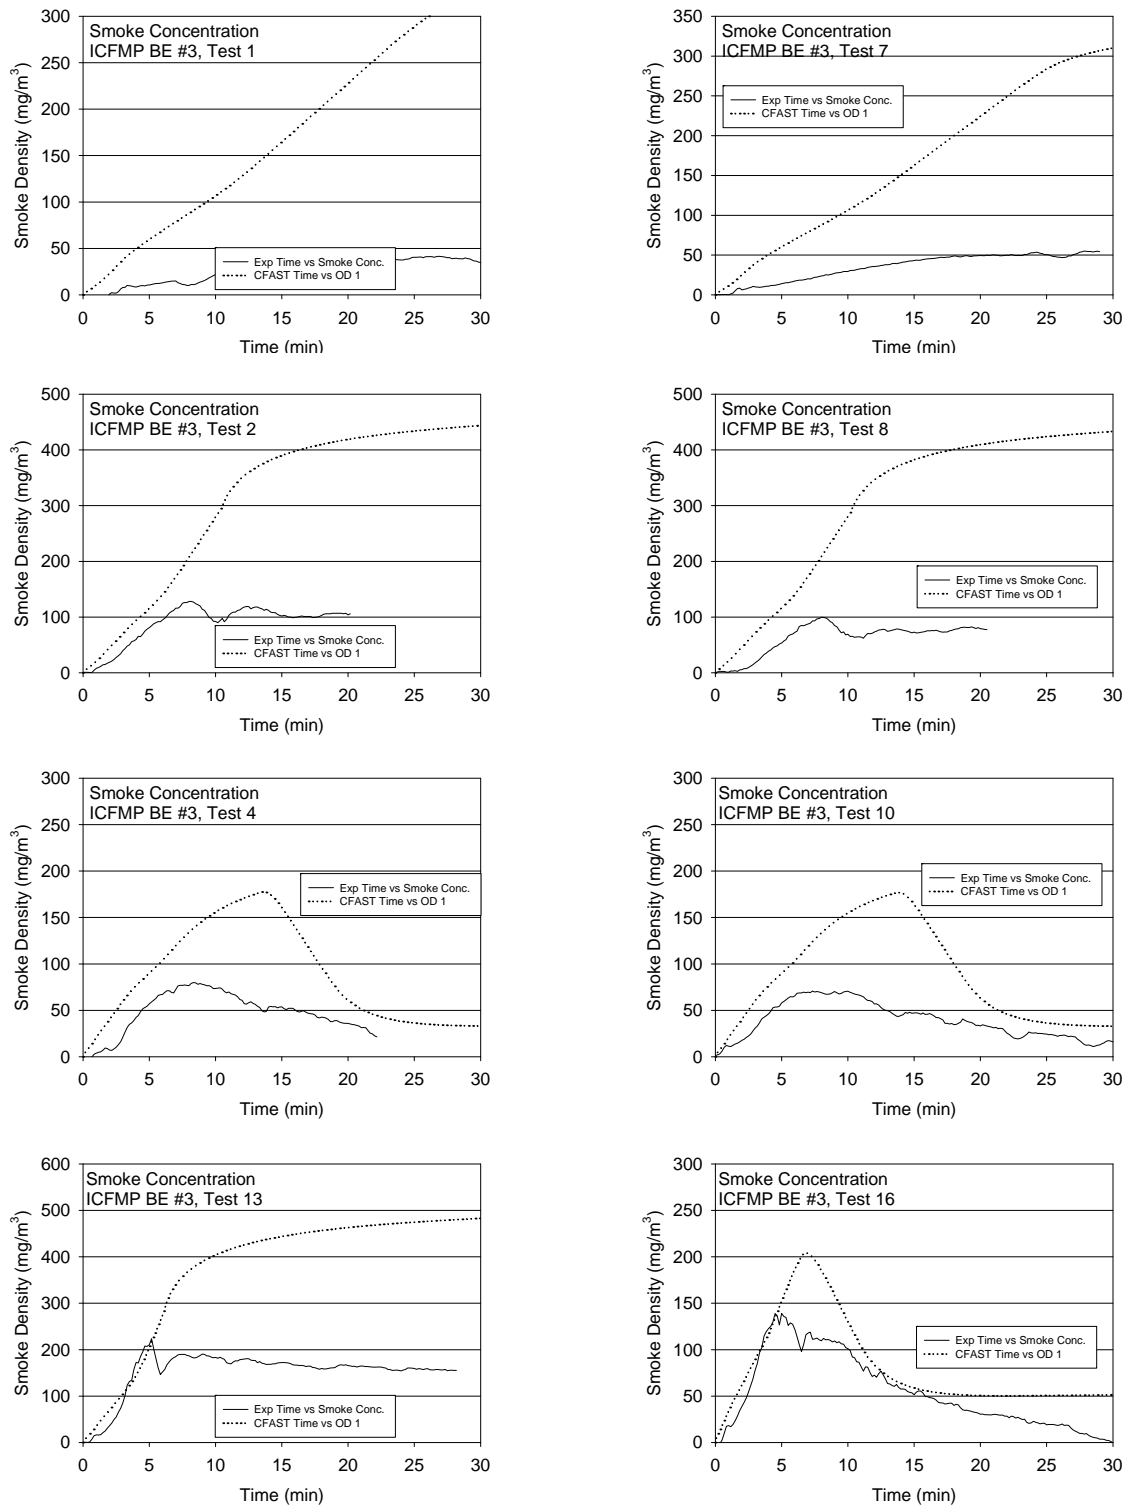 Smoke Concentration
ICFMP BE #3, Test 1
Smoke Density (mg/m³)
300
250
200
150
100
50
0
Exp Time vs Smoke Conc.
CFAST Time vs OD 1
0 5 10 15 20 25 30
Time (min)
Smoke Concentration
ICFMP BE #3, Test 7
Smoke Density (mg/m³)
350
300
250
200
150
100
50
0
Exp Time vs Smoke Conc.
CFAST Time vs OD 1
0 5 10 15 20 25 30
Time (min)
Smoke Concentration
ICFMP BE #3, Test 2
Smoke Density (mg/m³)
500
400
300
200
100
0
Exp Time vs Smoke Conc.
CFAST Time vs OD 1
0 5 10 15 20 25 30
Time (min)
Smoke Concentration
ICFMP BE #3, Test 8
Smoke Density (mg/m³)
500
400
300
200
100
0
Exp Time vs Smoke Conc.
CFAST Time vs OD 1
0 5 10 15 20 25 30
Time (min)
Smoke Concentration
ICFMP BE #3, Test 4
Smoke Density (mg/m³)
300
250
200
150
100
50
0
Exp Time vs Smoke Conc.
CFAST Time vs OD 1
0 5 10 15 20 25 30
Time (min)
Smoke Concentration
ICFMP BE #3, Test 10
Smoke Density (mg/m³)
300
250
200
150
100
50
0
Exp Time vs Smoke Conc.
CFAST Time vs OD 1
0 5 10 15 20 25 30
Time (min)
Smoke Concentration
ICFMP BE #3, Test 13
Smoke Density (mg/m³)
600
500
400
300
200
100
0
Exp Time vs Smoke Conc.
CFAST Time vs OD 1
0 5 10 15 20 25 30
Time (min)
Smoke Concentration
ICFMP BE #3, Test 16
Smoke Density (mg/m³)
300
250
200
150
100
50
0
Exp Time vs Smoke Conc.
CFAST Time vs OD 1
0 5 10 15 20 25 30
Time (min)